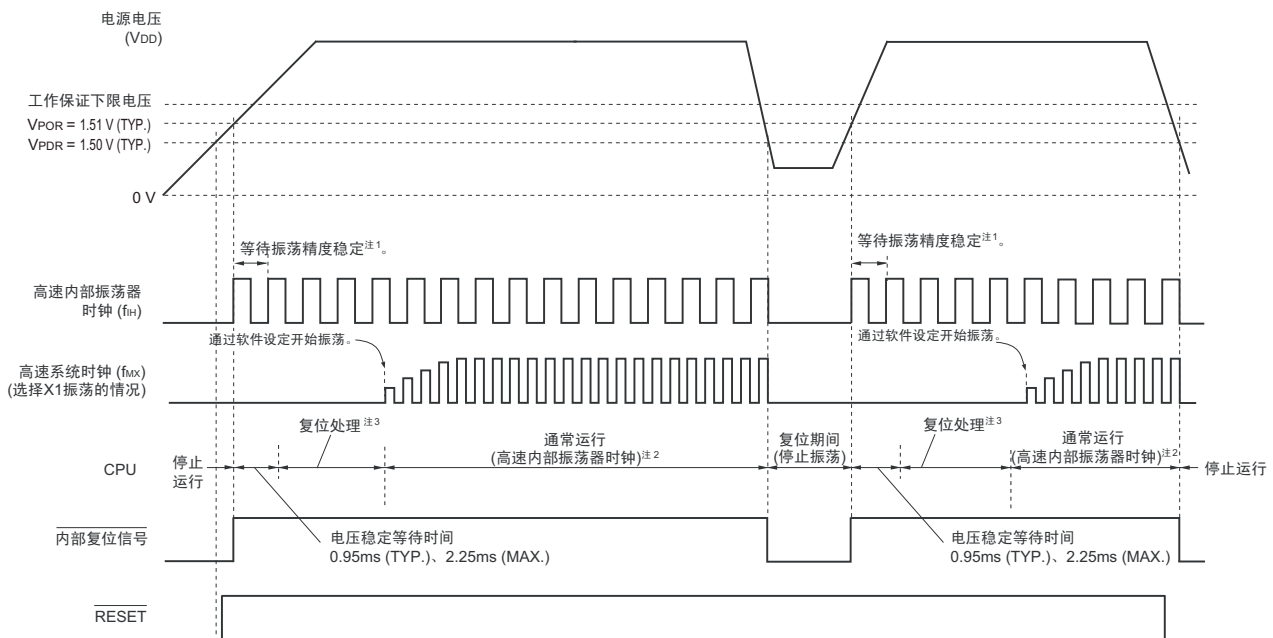 电源电压
(VDD)
工作保证下限电压
VPOR = 1.51 V (TYP.)
VPDR = 1.50 V (TYP.)
0 V
等待振荡精度稳定注1。
等待振荡精度稳定注1。
高速内部振荡器
时钟 (fIH)
通过软件设定开始振荡。
通过软件设定开始振荡。
高速系统时钟 (fMX)
(选择X1振荡的情况)
复位处理注3
通常运行
(高速内部振荡器时钟)注2
复位期间
(停止振荡)
复位处理注3
通常运行
(高速内部振荡器时钟)注2
CPU
停止
运行
停止运行
内部复位信号
电压稳定等待时间
0.95ms (TYP.)、2.25ms (MAX.)
电压稳定等待时间
0.95ms (TYP.)、2.25ms (MAX.)
RESET